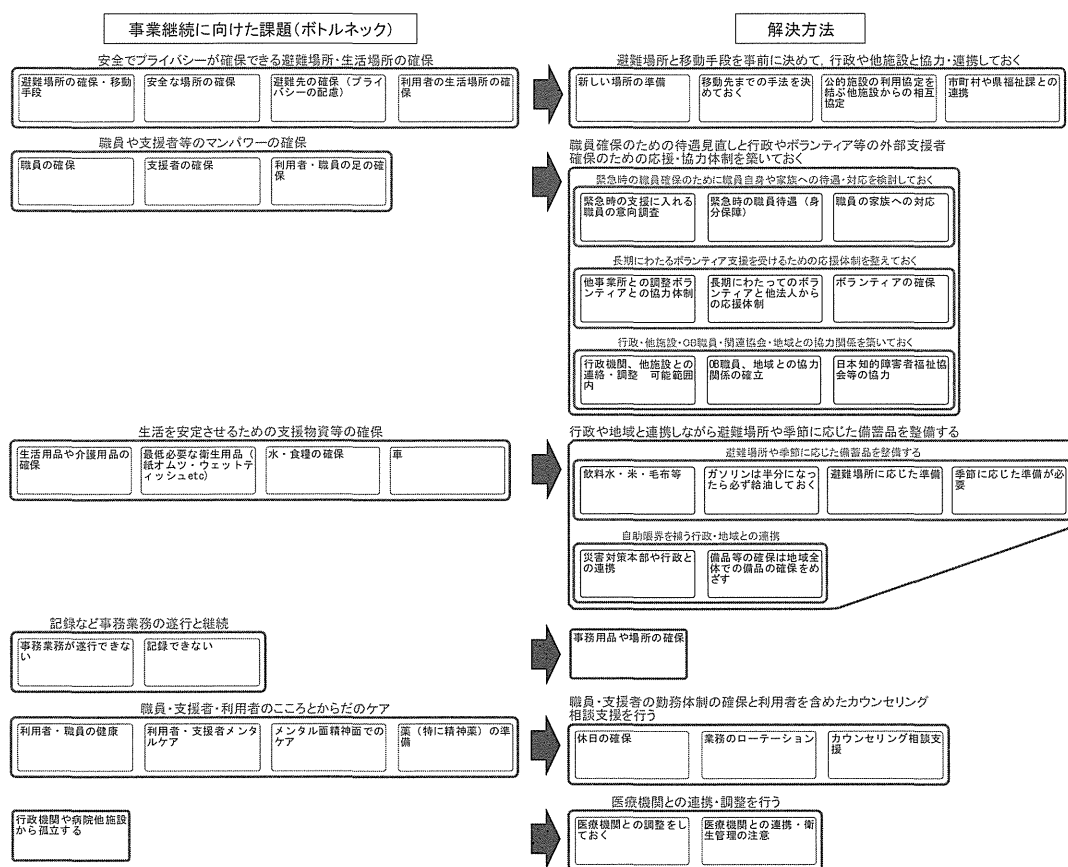 事業継続に向けた課題(ボトルネック)
解決方法
安全でプライバシーが確保できる避難場所・生活場所の確保
避難場所の確保・移動
手段
安全な場所の確保
避難先の確保(プライ
バシーの配慮)
利用者の生活場所の確
保
避難場所と移動手段を事前に決めて、行政や他施設と協力・連携しておく
新しい場所の準備
移動先までの手法を決
めておく
公的施設の利用協定を
結ぶ他施設からの相互
協定
市町村や県福祉課との
連携
職員や支援者等のマンパワーの確保
職員の確保
支援者の確保
利用者・職員の足の確
保
職員確保のための待遇見直しと行政やボランティア等の外部支援者
確保のための応援・協力体制を築いておく
緊急時の職員確保のために職員自身や家族への待遇・対応を検討しておく
緊急時の支援に入れる
職員の意向調査
緊急時の職員待遇(身
分保障)
職員の家族への対応
長期にわたるボランティア支援を受けるための応援体制を整えておく
他事業所との調整ボラ
ンティアとの協力体制
長期にわたってのボラ
ンティアと他法人から
の応援体制
ボランティアの確保
行政・他施設・OB職員・関連協会・地域との協力関係を築いておく
行政機関、他施設との
連絡・調整 可能範囲
内
OB職員、地域との協力
関係の確立
日本知的障害者福祉協
会等の協力
生活を安定させるための支援物資等の確保
生活用品や介護用品の
確保
最低必要な衛生用品(
紙オムツ・ウェットテ
ィッシュetc)
水・食糧の確保
車
行政や地域と連携しながら避難場所や季節に応じた備蓄品を整備する
避難場所や季節に応じた備蓄品を整備する
飲料水・米・毛布等
ガソリンは半分になっ
たら必ず給油しておく
避難場所に応じた準備
季節に応じた準備が必
要
自助限界を補う行政・地域との連携
災害対策本部や行政と
の連携
備品等の確保は地域全
体での備品の確保をめ
ざす
記録など事務業務の遂行と継続
事務業務が遂行できな
い
記録できない
事務用品や場所の確保
職員・支援者・利用者のこころとからだのケア
利用者・職員の健康
利用者・支援者メンタ
ルケア
メンタル面精神面での
ケア
薬(特に精神薬)の準
備
職員・支援者の勤務体制の確保と利用者を含めたカウンセリング
相談支援を行う
休日の確保
業務のローテーション
カウンセリング相談支
援
行政機関や病院他施設
から孤立する
医療機関との連携・調整を行う
医療機関との調整をし
ておく
医療機関との連携・衛
生管理の注意